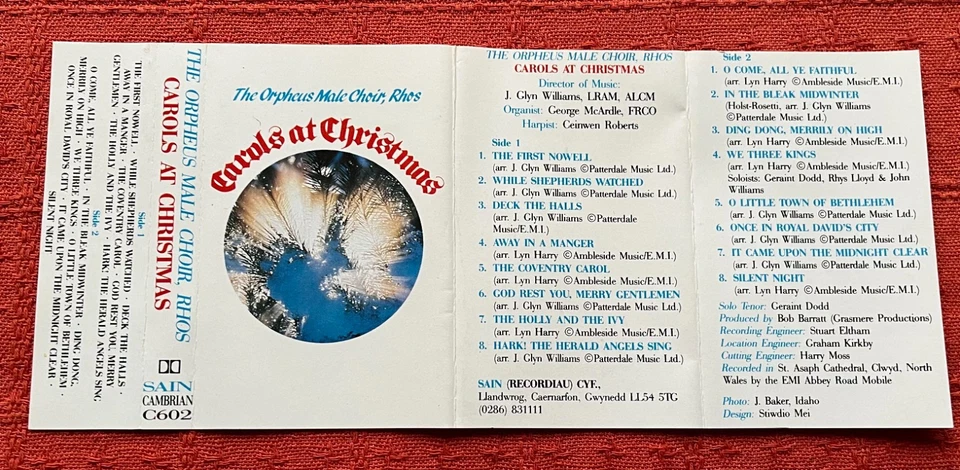 THE FIRST NOWELL · WHILE SHEPHERDS WATCHED · DECK THE HALLS ·
AWAY IN A MANGER · THE COVENTRY CAROL · GOD REST YOU, MERRY
GENTLEMEN · THE HOLLY AND THE IVY · HARK! THE HERALD ANGELS SING
Side 1
Side 2
O COME, ALL YE FAITHFUL · IN THE BLEAK MIDWINTER · DING DONG,
MERRILY ON HIGH · WE THREE KINGS · O LITTLE TOWN OF BETHLEHEM ·
ONCE IN ROYAL DAVID'S CITY · IT CAME UPON THE MIDNIGHT CLEAR ·
SILENT NIGHT
THE ORPHEUS MALE CHOIR, RHOS
CAROLS AT CHRISTMAS
SAIN
CAMBRIAN
C602
The Orpheus Male Choir, Rhos
Carols at Christmas
THE ORPHEUS MALE CHOIR, RHOS
CAROLS AT CHRISTMAS
Director of Music:
J. Glyn Williams, LRAM, ALCM
Organist: George McArdle, FRCO
Harpist: Ceinwen Roberts
Side 1
1. THE FIRST NOWELL
(arr. J. Glyn Williams ©Patterdale Music Ltd.)
2. WHILE SHEPHERDS WATCHED
(arr. J. Glyn Williams ©Patterdale Music Ltd.)
3. DECK THE HALLS
(arr. J. Glyn Williams ©Patterdale
Music/E.M.I.)
4. AWAY IN A MANGER
(arr. Lyn Harry ©Ambleside Music/E.M.I.)
5. THE COVENTRY CAROL
(arr. Lyn Harry ©Ambleside Music/E.M.I.)
6. GOD REST YOU, MERRY GENTLEMEN
(arr. J. Glyn Williams ©Patterdale Music Ltd.)
7. THE HOLLY AND THE IVY
(arr. Lyn Harry ©Ambleside Music/E.M.I.)
8. HARK! THE HERALD ANGELS SING
(arr. J. Glyn Williams ©Patterdale Music Ltd.)
SAIN (RECORDIAU) CYF.,
Llandwrog, Caernarfon, Gwynedd LL54 5TG
(0286) 831111
Side 2
1. O COME, ALL YE FAITHFUL
(arr. Lyn Harry ©Ambleside Music/E.M.I.)
2. IN THE BLEAK MIDWINTER
(Holst-Rosetti, arr. J. Glyn Williams
©Patterdale Music Ltd.)
3. DING DONG, MERRILY ON HIGH
(arr. Lyn Harry ©Ambleside Music/E.M.I.)
4. WE THREE KINGS
(arr. Lyn Harry ©Ambleside Music/E.M.I.)
Soloists: Geraint Dodd, Rhys Lloyd & John
Williams
5. O LITTLE TOWN OF BETHLEHEM
(arr. Lyn Harry ©Ambleside Music/E.M.I.)
6. ONCE IN ROYAL DAVID'S CITY
(arr. J. Glyn Williams ©Patterdale Music Ltd.)
7. IT CAME UPON THE MIDNIGHT CLEAR
(arr. J. Glyn Williams ©Patterdale Music Ltd.)
8. SILENT NIGHT
(arr. Lyn Harry ©Ambleside Music/E.M.I.)
Solo Tenor: Geraint Dodd
Produced by Bob Barratt (Grasmere Productions)
Recording Engineer: Stuart Eltham
Location Engineer: Graham Kirkby
Cutting Engineer: Harry Moss
Recorded in St. Asaph Cathedral, Clwyd, North
Wales by the EMI Abbey Road Mobile
Photo: J. Baker, Idaho
Design: Stiwdio Mei